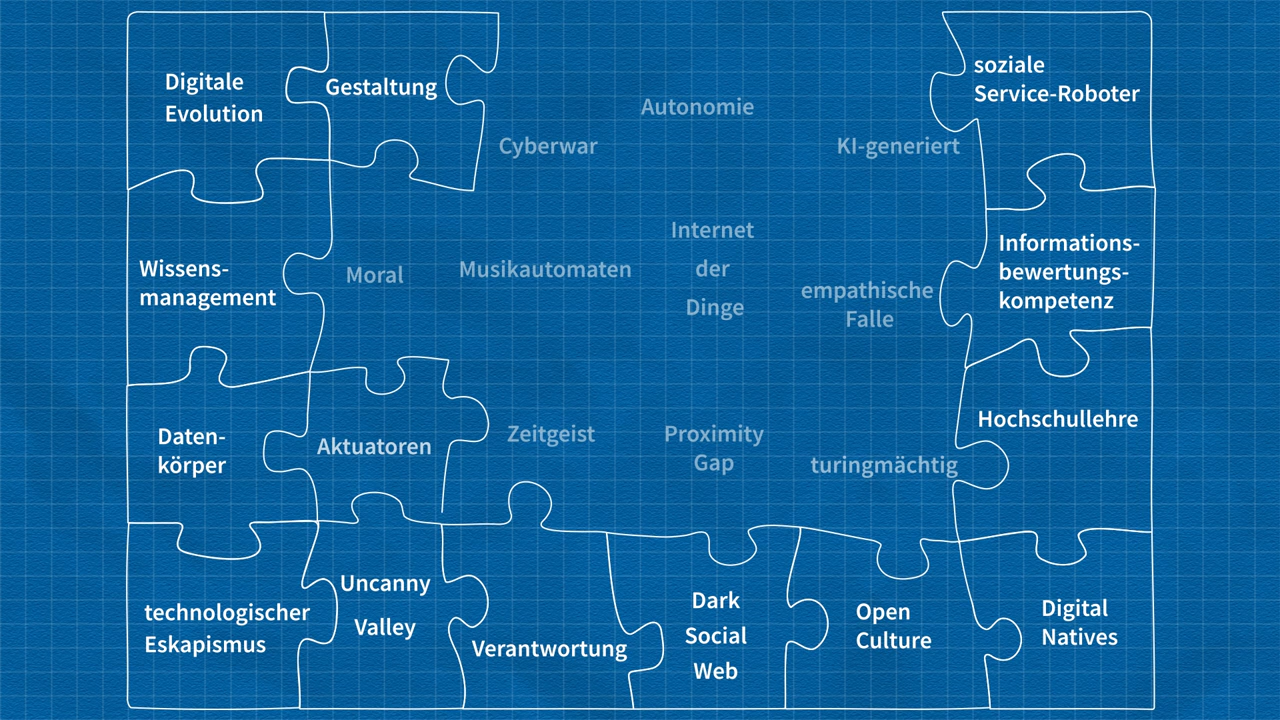 Digitale
Evolution
Gestaltung
Autonomie
Cyberwar
KI-generiert
soziale
Service-Roboter
Wissens-
management
Moral
Musikautomaten
Internet
der
Dinge
empathische
Falle
Informations-
bewertungs-
kompetenz
Daten-
körper
Aktuatoren
Zeitgeist
Proximity
Gap
turingmächtig
Hochschullehre
technologischer
Eskapismus
Uncanny
Valley
Verantwortung
Dark
Social
Web
Open
Culture
Digital
Natives